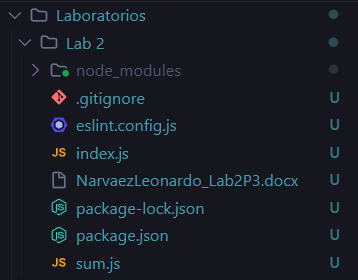 Laboratorios
Lab 2
node_modules
.gitignore U
eslint.config.js U
JS index.js U
NarvaezLeonardo_Lab2P3.docx U
package-lock.json U
package.json U
JS sum.js U